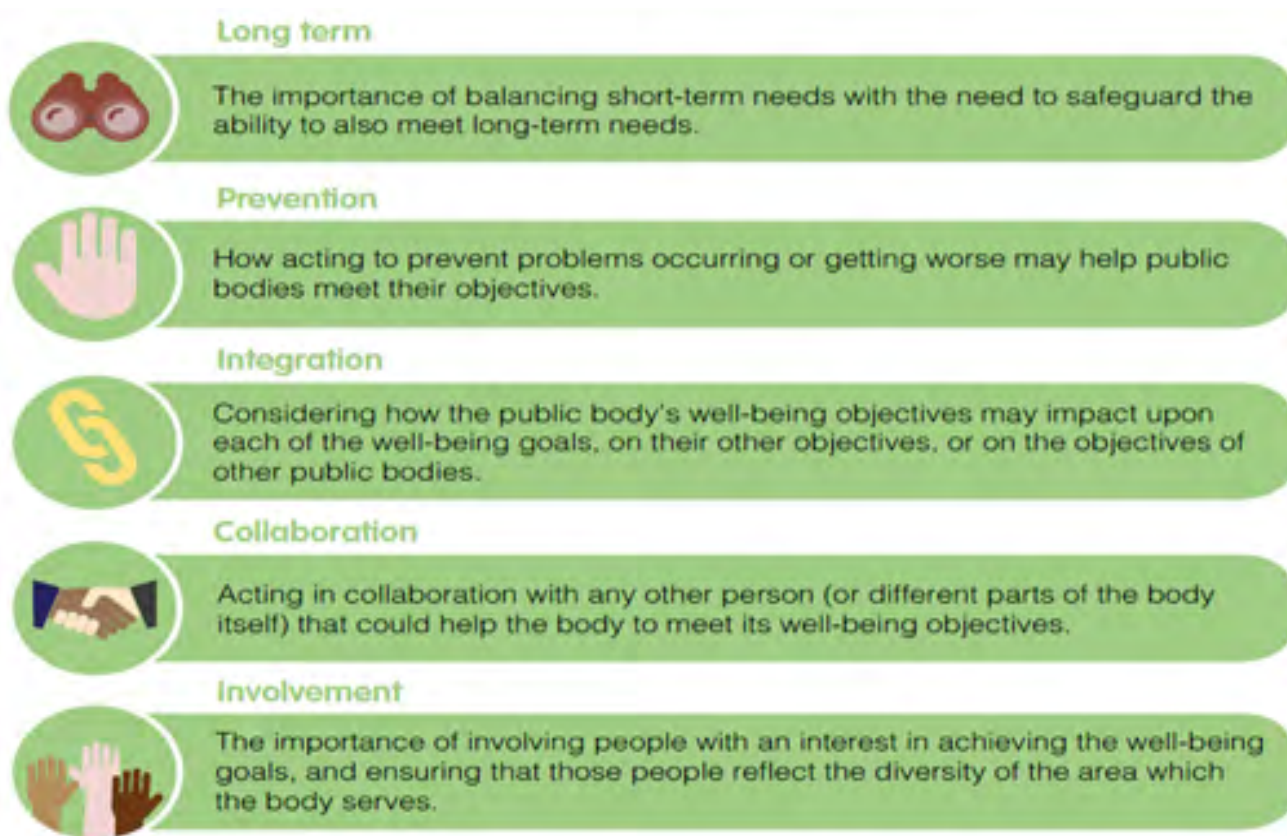 Long term
The importance of balancing short-term needs with the need to safeguard the
ability to also meet long-term needs.
Prevention
How acting to prevent problems occurring or getting worse may help public
bodies meet their objectives.
Integration
Considering how the public body's well-being objectives may impact upon
each of the well-being goals, on their other objectives, or on the objectives of
other public bodies.
Collaboration
Acting in collaboration with any other person (or different parts of the body
itself) that could help the body to meet its well-being objectives.
Involvement
The importance of involving people with an interest in achieving the well-being
goals, and ensuring that those people reflect the diversity of the area which
the body serves.